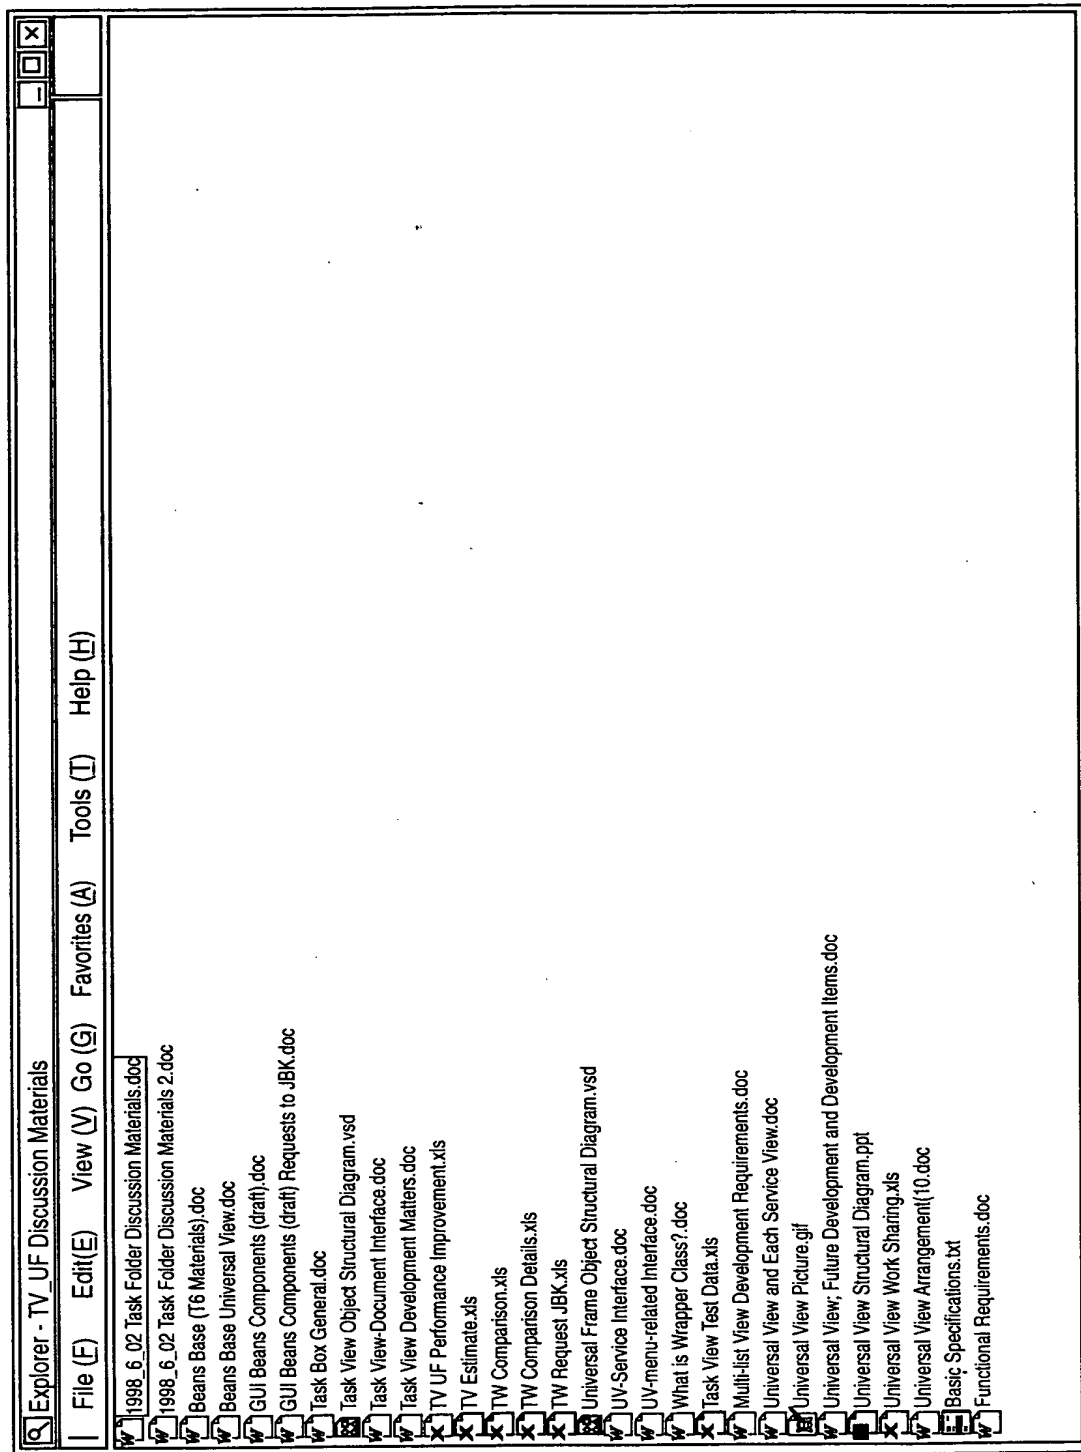 Explorer - TV_UF Discussion Materials
File (F) Edit(E) View (V) Go (G) Favorites (A) Tools (T) Help (H)
1998_6_02 Task Folder Discussion Materials.doc
1998_6_02 Task Folder Discussion Materials 2.doc
Beans Base (T6 Materials).doc
Beans Base Universal View.doc
GUI Beans Components (draft).doc
GUI Beans Components (draft) Requests to JBK.doc
Task Box General.doc
Task View Object Structural Diagram.vsd
Task View-Document Interface.doc
Task View Development Matters.doc
TV UF Performance Improvement.xls
TV Estimate.xls
TW Comparison.xls
TW Comparison Details.xls
TW Request JBK.xls
Universal Frame Object Structural Diagram.vsd
UV-Service Interface.doc
UV-menu-related Interface.doc
What is Wrapper Class?.doc
Task View Test Data.xls
Multi-list View Development Requirements.doc
Universal View and Each Service View.doc
Universal View Picture.gif
Universal View; Future Development and Development Items.doc
Universal View Structural Diagram.ppt
Universal View Work Sharing.xls
Universal View Arrangement(10.doc
Basic Specifications.txt
Functional Requirements.doc